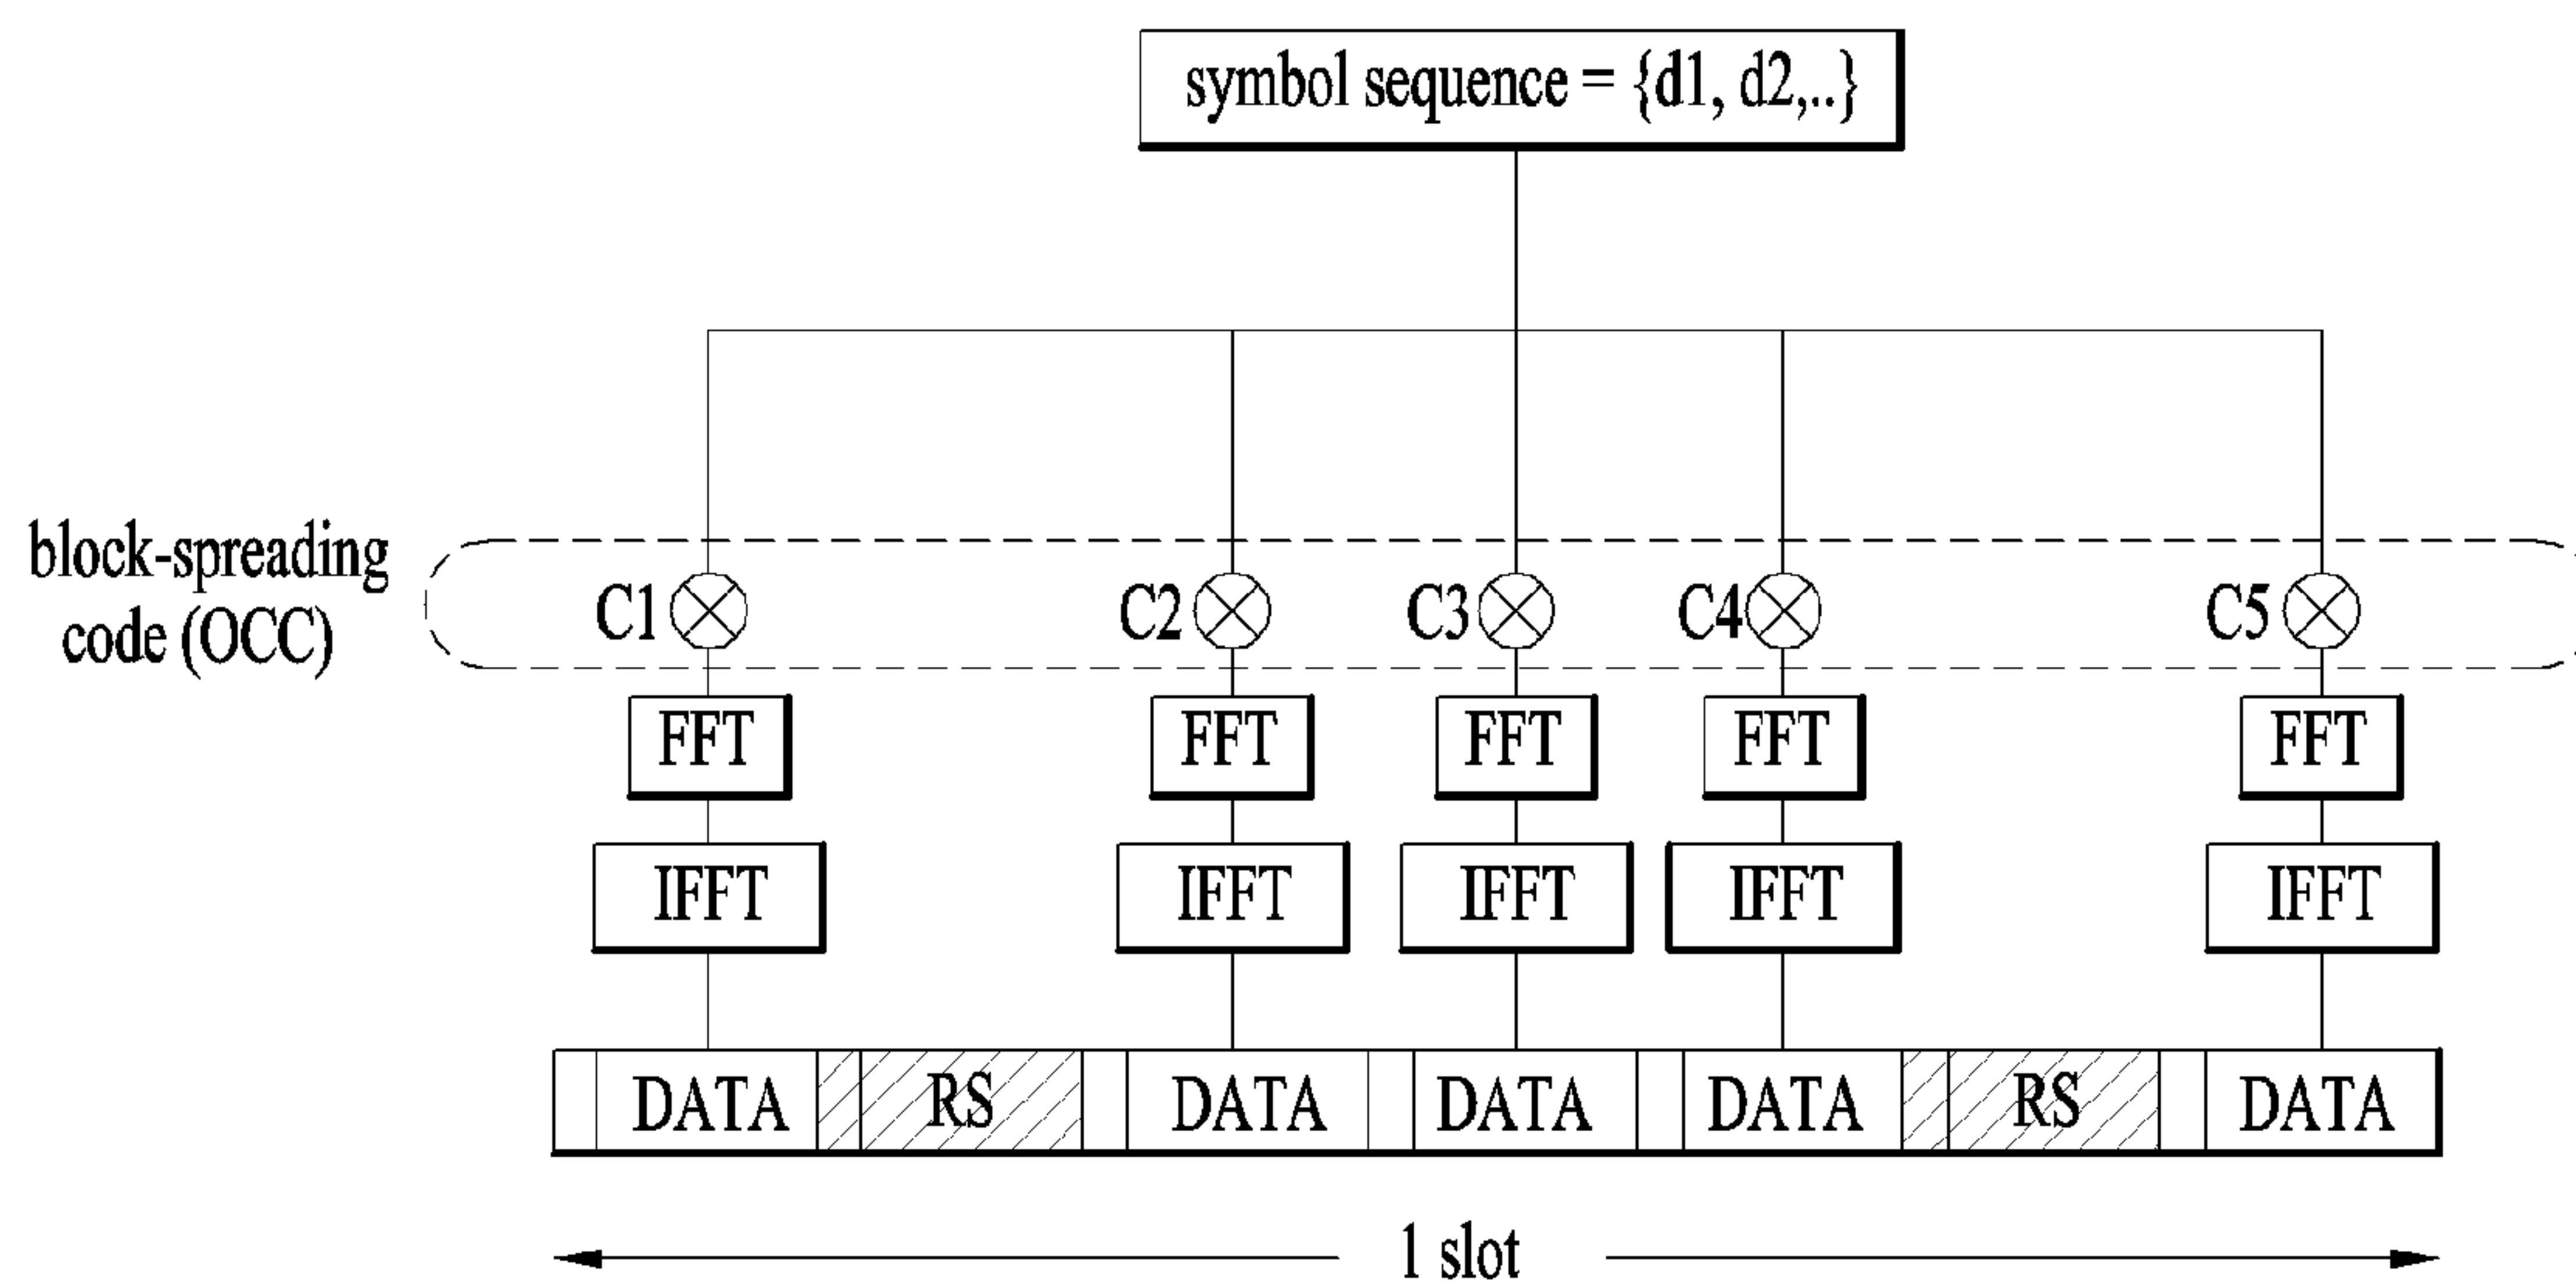 symbol sequence = {d1, d2,..}
block-spreading
code (OCC)
C1 C2 C3 C4 C5
FFT FFT FFT FFT FFT
IFFT IFFT IFFT IFFT IFFT
DATA RS DATA DATA DATA RS DATA
1 slot